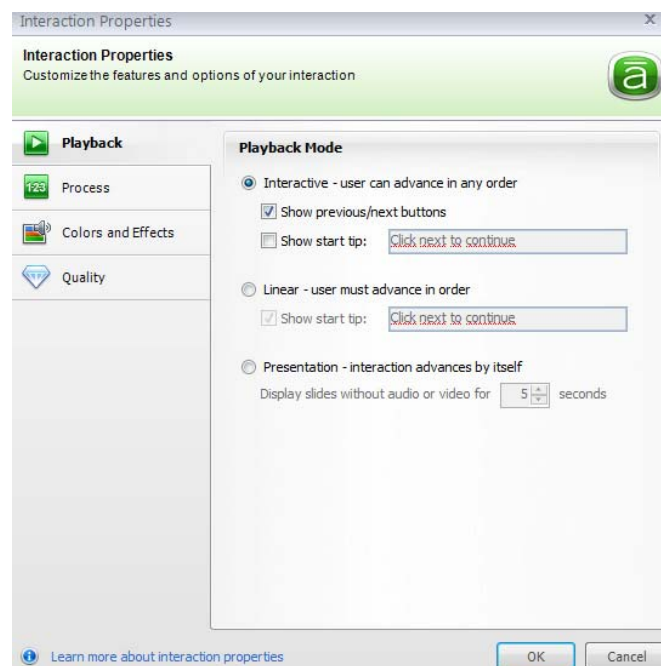 Interaction Properties
X
Interaction Properties
Customize the features and options of your interaction
ā
Playback
123 Process
Colors and Effects
Quality
Playback Mode
Interactive - user can advance in any order
Show previous/next buttons
Show start tip: Click next to continue
Linear - user must advance in order
Show start tip: Click next to continue
Presentation - interaction advances by itself
Display slides without audio or video for 5 seconds
Learn more about interaction properties
OK Cancel